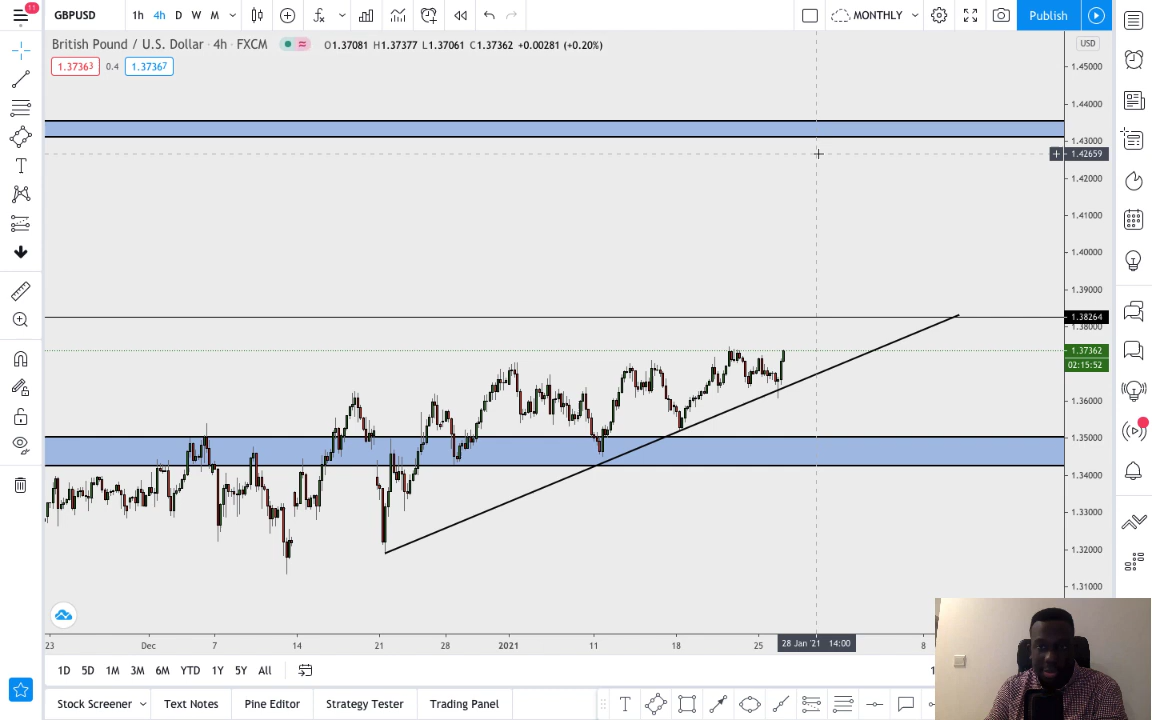 11
GBPUSD
1h 4h D W M
MONTHLY
Publish
British Pound / U.S. Dollar · 4h · FXCM
O1.37081 H1.37377 L1.37061 C1.37362 +0.00281 (+0.20%)
1.37363 0.4 1.37367
USD
1.45000
1.44000
1.43000
1.42659
1.42000
1.41000
1.40000
1.39000
1.38264
1.38000
1.37362
02:15:52
1.36000
1.35000
1.34000
1.33000
1.32000
1.31000
23 Dec 7 14 21 28 2021 11 18 25 28 Jan '21 14:00 8
1D 5D 1M 3M 6M YTD 1Y 5Y All
Stock Screener Text Notes Pine Editor Strategy Tester Trading Panel